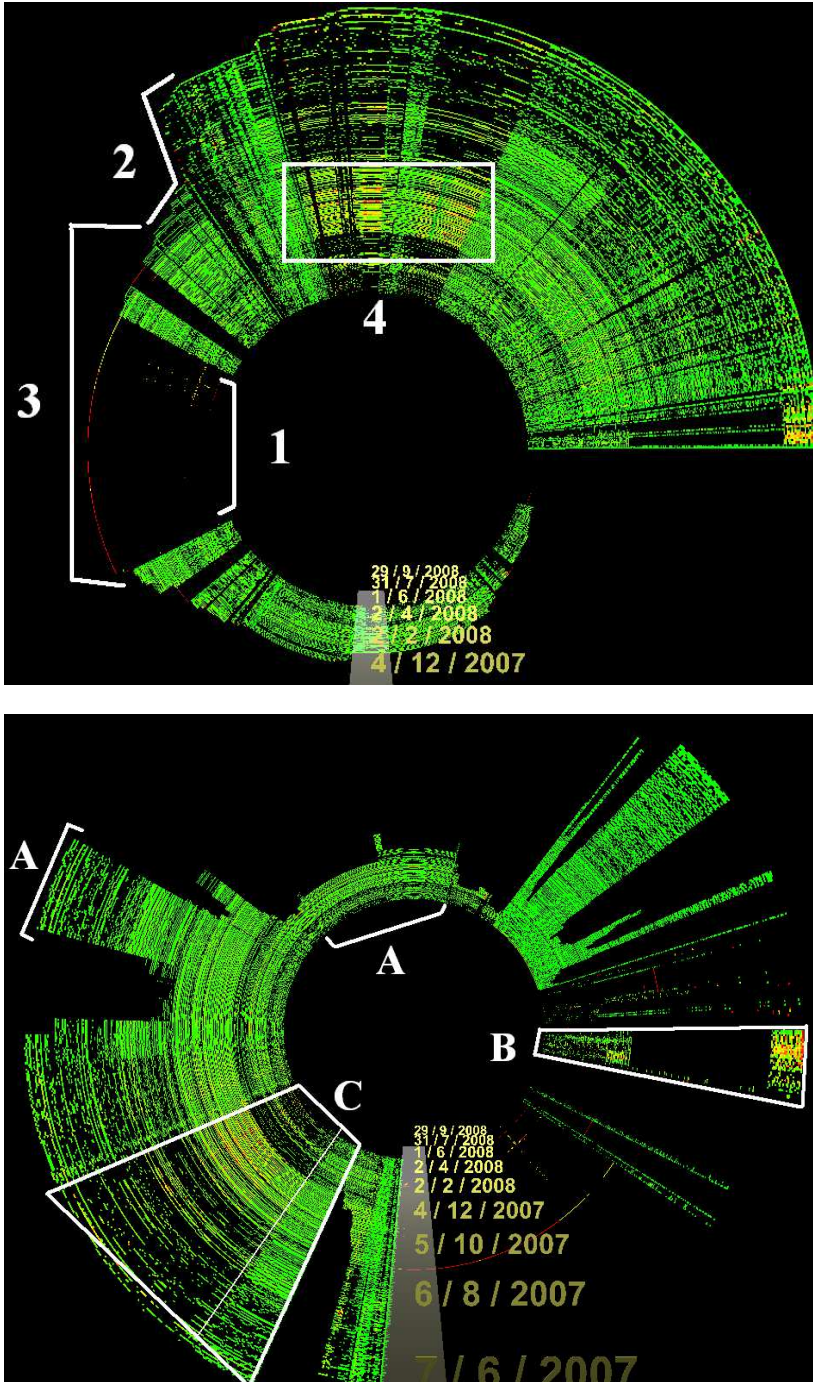 2
3
4
1
29 / 9 / 2008
31 / 7 / 2008
1 / 6 / 2008
2 / 4 / 2008
2 / 2 / 2008
4 / 12 / 2007
A
A
B
C
29 / 9 / 2008
31 / 7 / 2008
1 / 6 / 2008
2 / 4 / 2008
2 / 2 / 2008
4 / 12 / 2007
5 / 10 / 2007
6 / 8 / 2007
7 / 6 / 2007